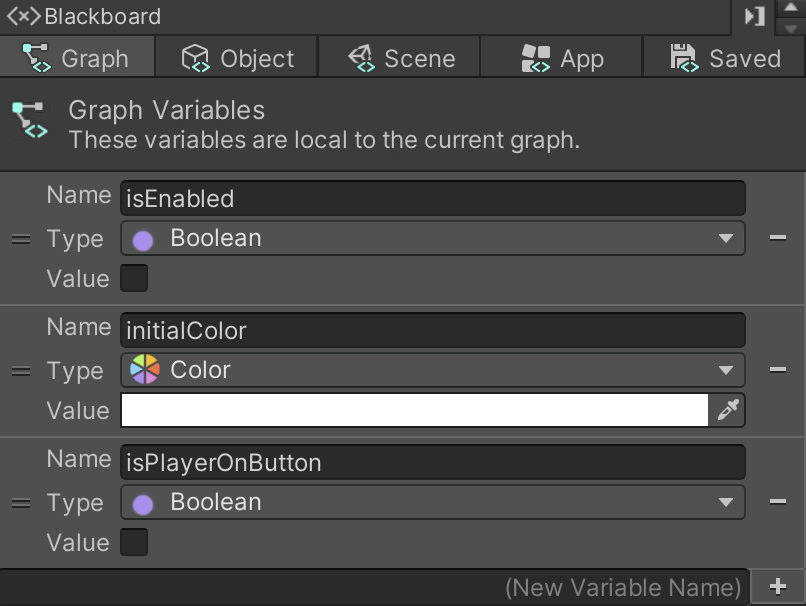 Blackboard
Graph Object Scene App Saved
Graph Variables
These variables are local to the current graph.
Name isEnabled
Type Boolean
Value
Name initialColor
Type Color
Value
Name isPlayerOnButton
Type Boolean
Value
(New Variable Name)